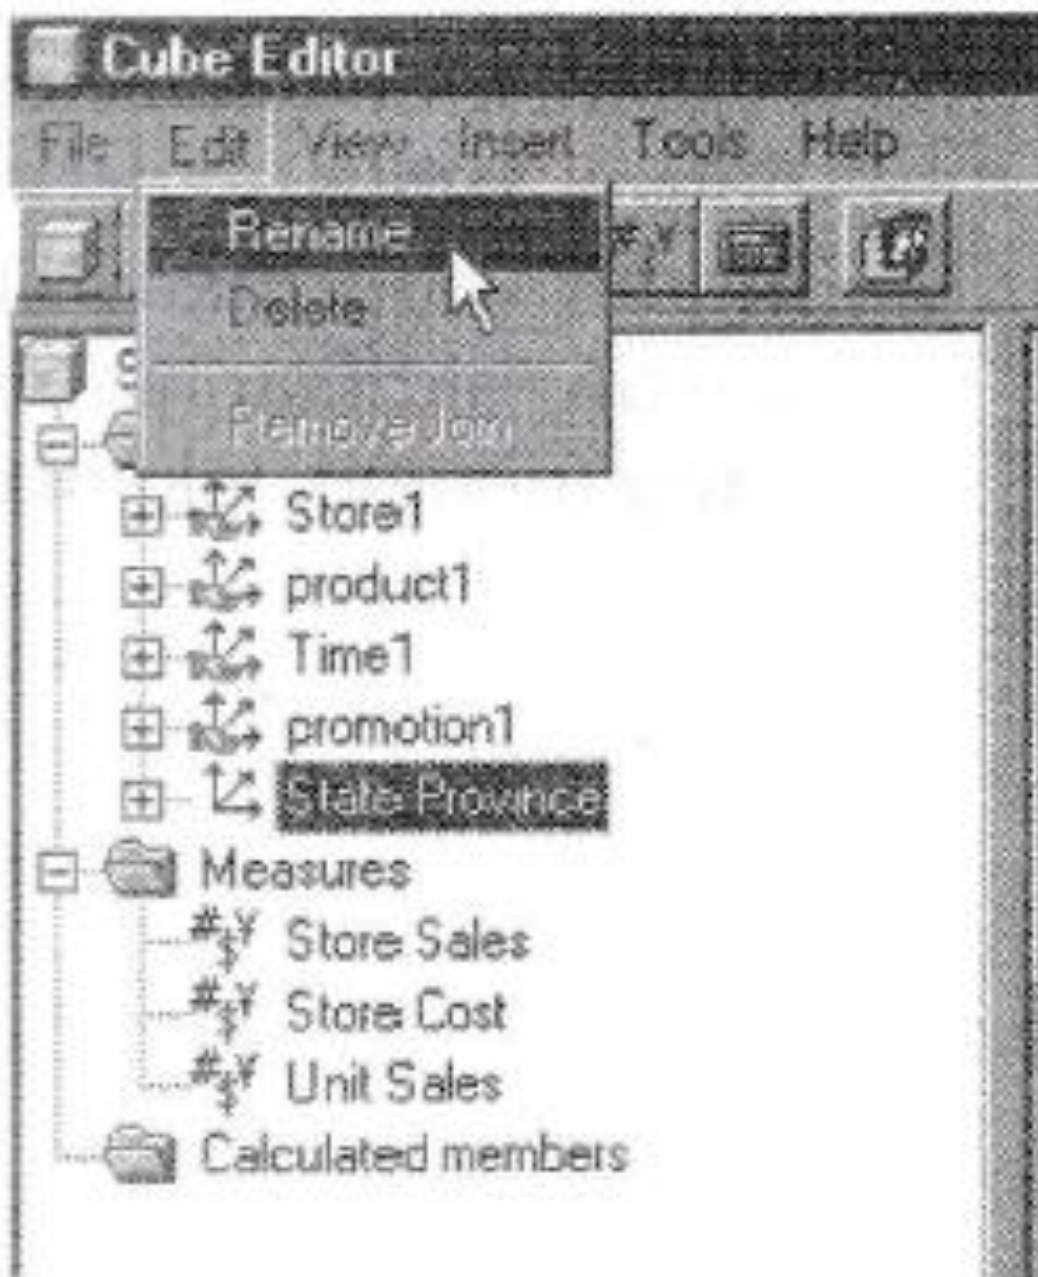 Cube Editor
File Edit View Insert Tools Help
Rename
Delete
Remove Join
Store1
product1
Time1
promotion1
State Province
Measures
Store Sales
Store Cost
Unit Sales
Calculated members